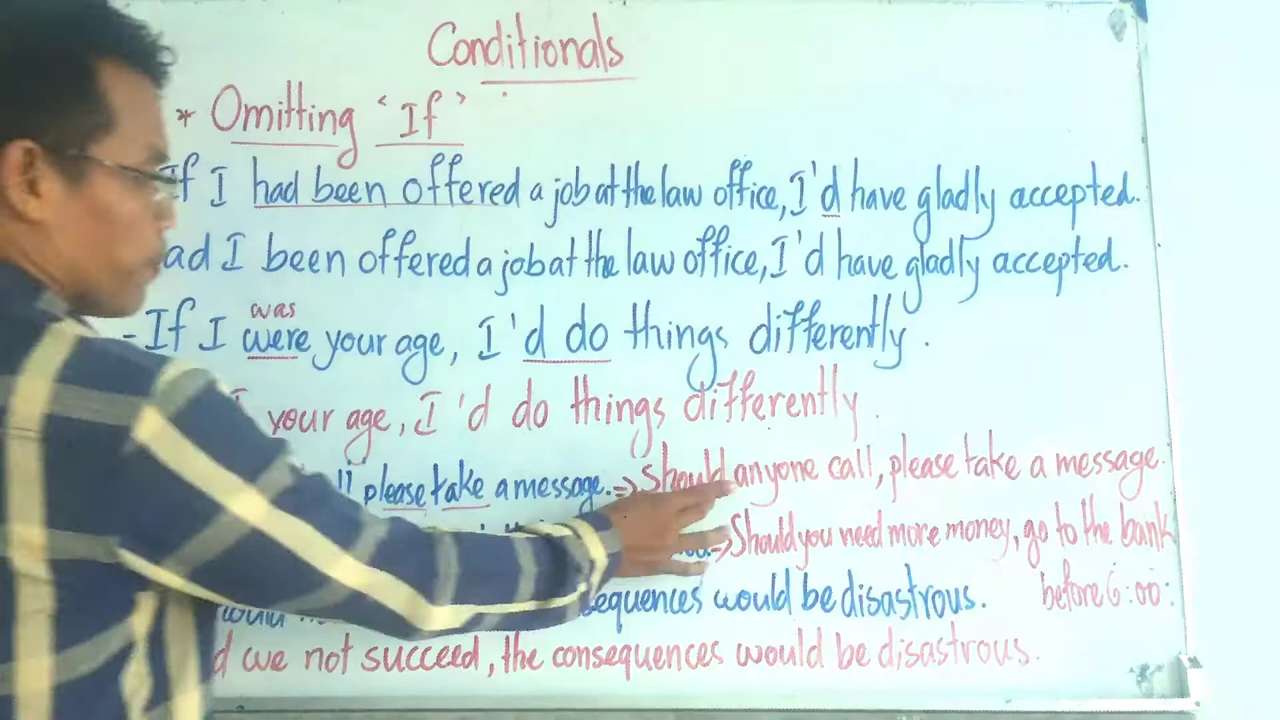 Conditionals
* Omitting 'If'
If I had been offered a job at the law office, I'd have gladly accepted.
ad I been offered a job at the law office, I'd have gladly accepted.
was
- If I were your age, I'd do things differently.
I your age, I'd do things differently.
ll please take a message. => Should anyone call, please take a message.
=> Should you need more money, go to the bank
before 6:00
would sequences would be disastrous.
d we not succeed, the consequences would be disastrous.